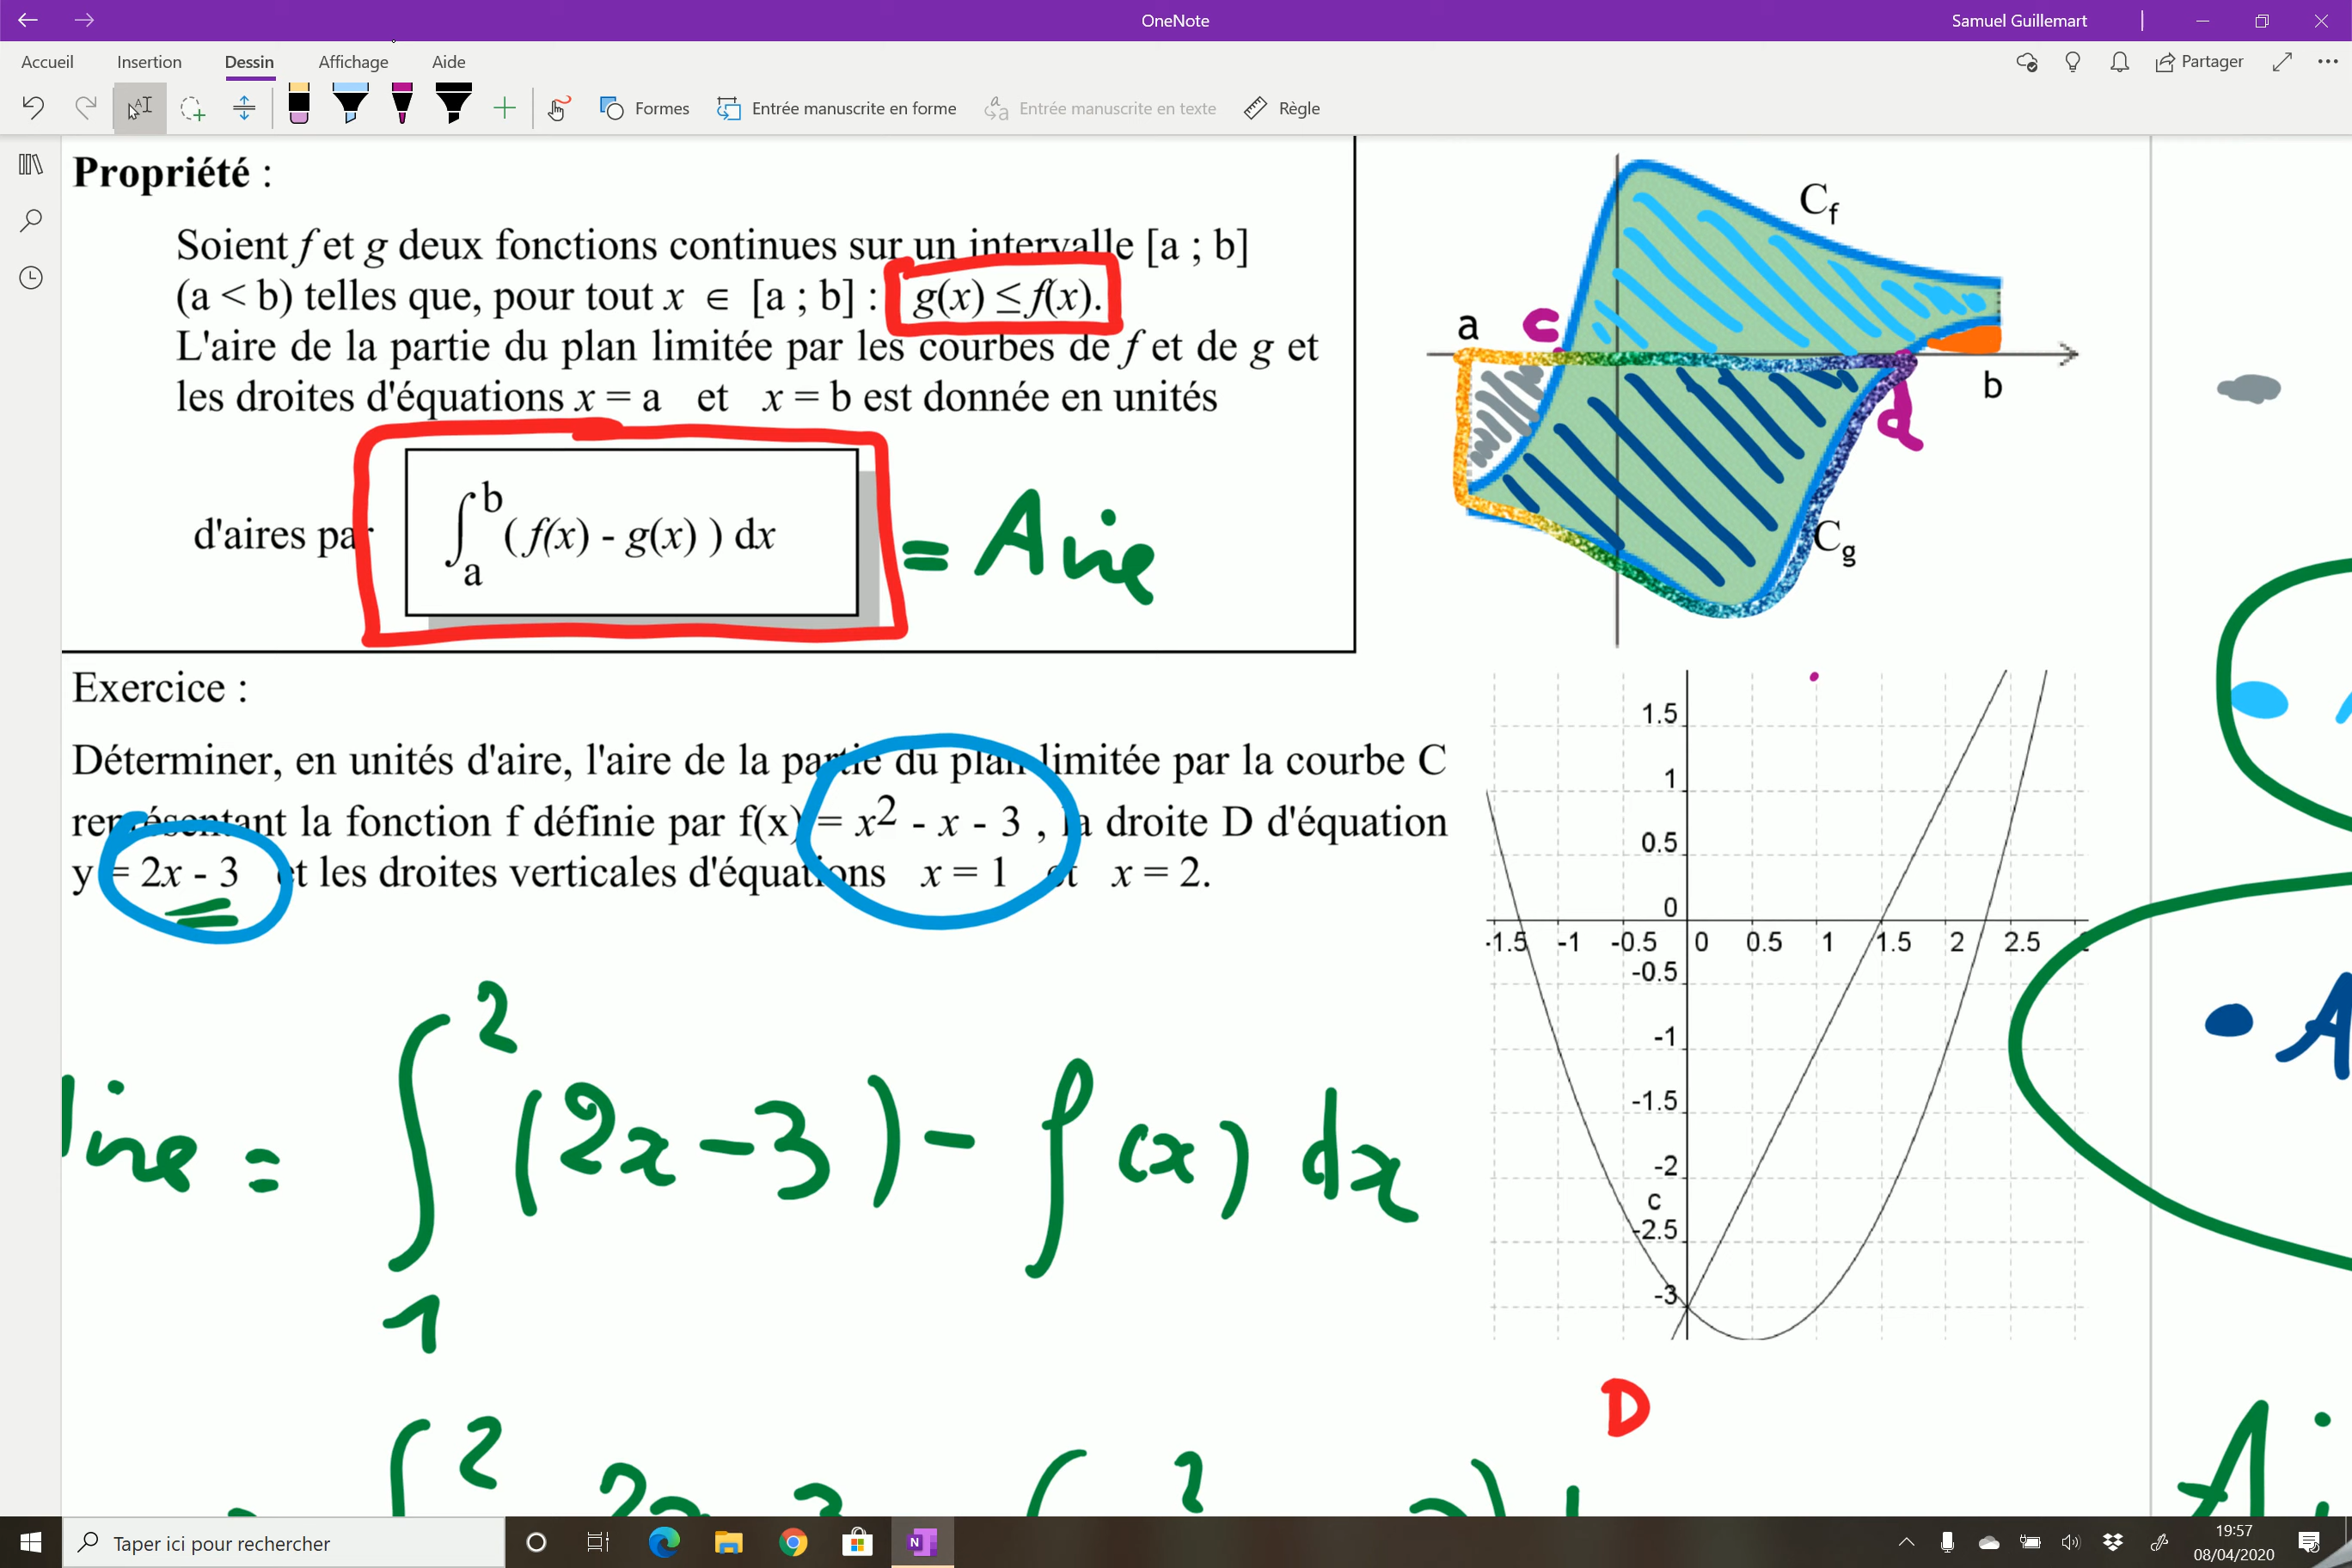 OneNote
Samuel Guillemart
Accueil Insertion Dessin Affichage Aide
Partager
Formes Entrée manuscrite en forme Entrée manuscrite en texte Règle
Propriété :
Soient f et g deux fonctions continues sur un intervalle [a ; b]
(a < b) telles que, pour tout x ∈ [a ; b] : g(x) ≤ f(x).
L'aire de la partie du plan limitée par les courbes de f et de g et
les droites d'équations x = a et x = b est donnée en unités
d'aires par ∫ₐᵇ ( f(x) - g(x) ) dx = Aire
Cf
a c
b
d
Cg
Exercice :
Déterminer, en unités d'aire, l'aire de la partie du plan limitée par la courbe C
représentant la fonction f définie par f(x) = x² - x - 3 , la droite D d'équation
y = 2x - 3 et les droites verticales d'équations x = 1 et x = 2.
1.5
1
0.5
0
-1.5 -1 -0.5 0 0.5 1 1.5 2 2.5
-0.5
-1
-1.5
-2
c
-2.5
-3
Aire = ∫₁² (2x-3) - f(x) dx
D
Taper ici pour rechercher
19:57
08/04/2020